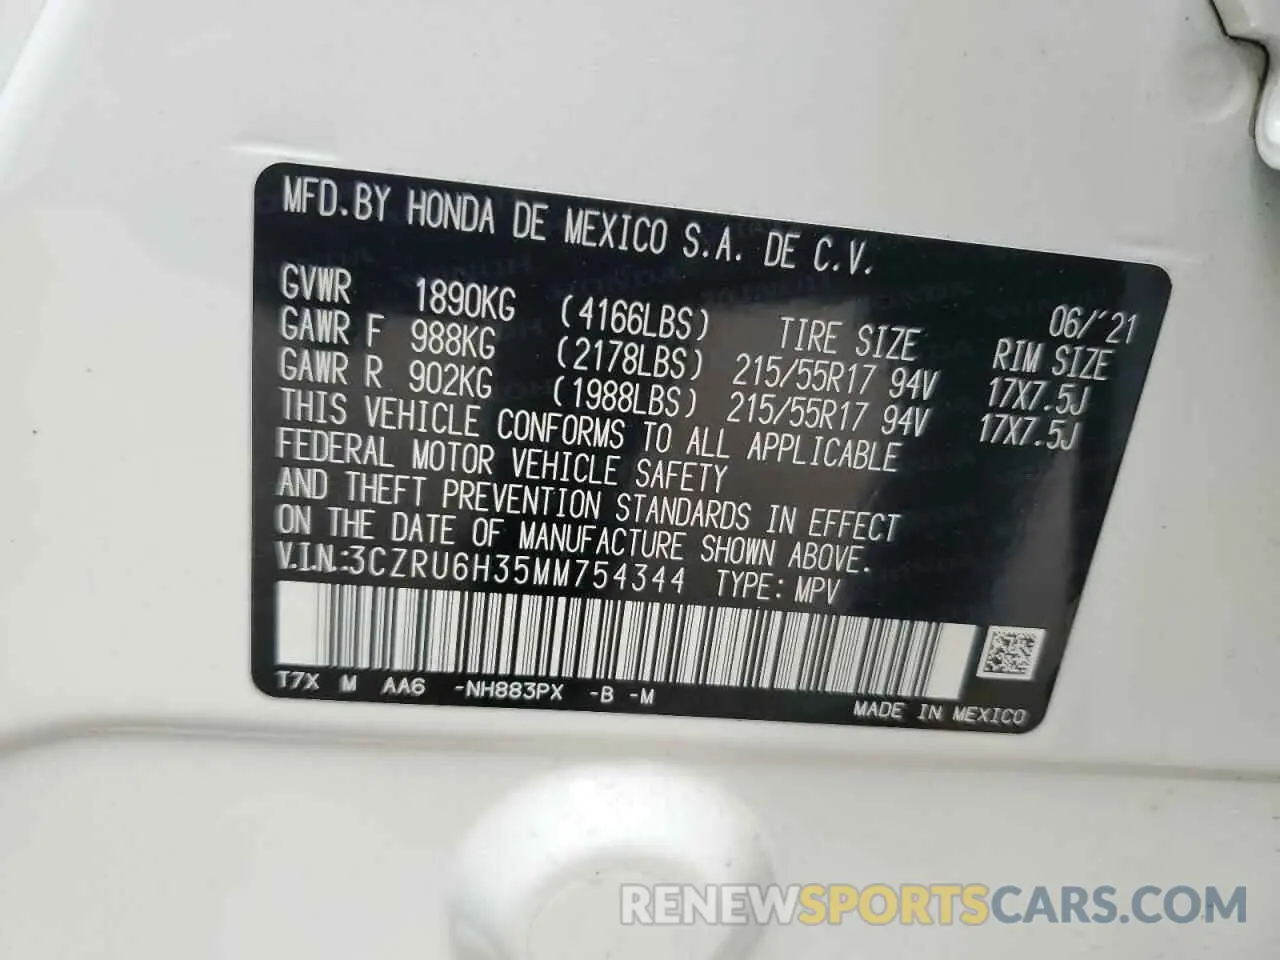 MFD.BY HONDA DE MEXICO S.A. DE C.V.
06/'21
GVWR 1890KG (4166LBS) TIRE SIZE RIM SIZE
GAWR F 988KG (2178LBS) 215/55R17 94V 17X7.5J
GAWR R 902KG (1988LBS) 215/55R17 94V 17X7.5J
THIS VEHICLE CONFORMS TO ALL APPLICABLE
FEDERAL MOTOR VEHICLE SAFETY
AND THEFT PREVENTION STANDARDS IN EFFECT
ON THE DATE OF MANUFACTURE SHOWN ABOVE.
V.I.N.:3CZRU6H35MM754344 TYPE: MPV
T7X M AA6 -NH883PX -B -M
MADE IN MEXICO
RENEWSPORTSCARS.COM